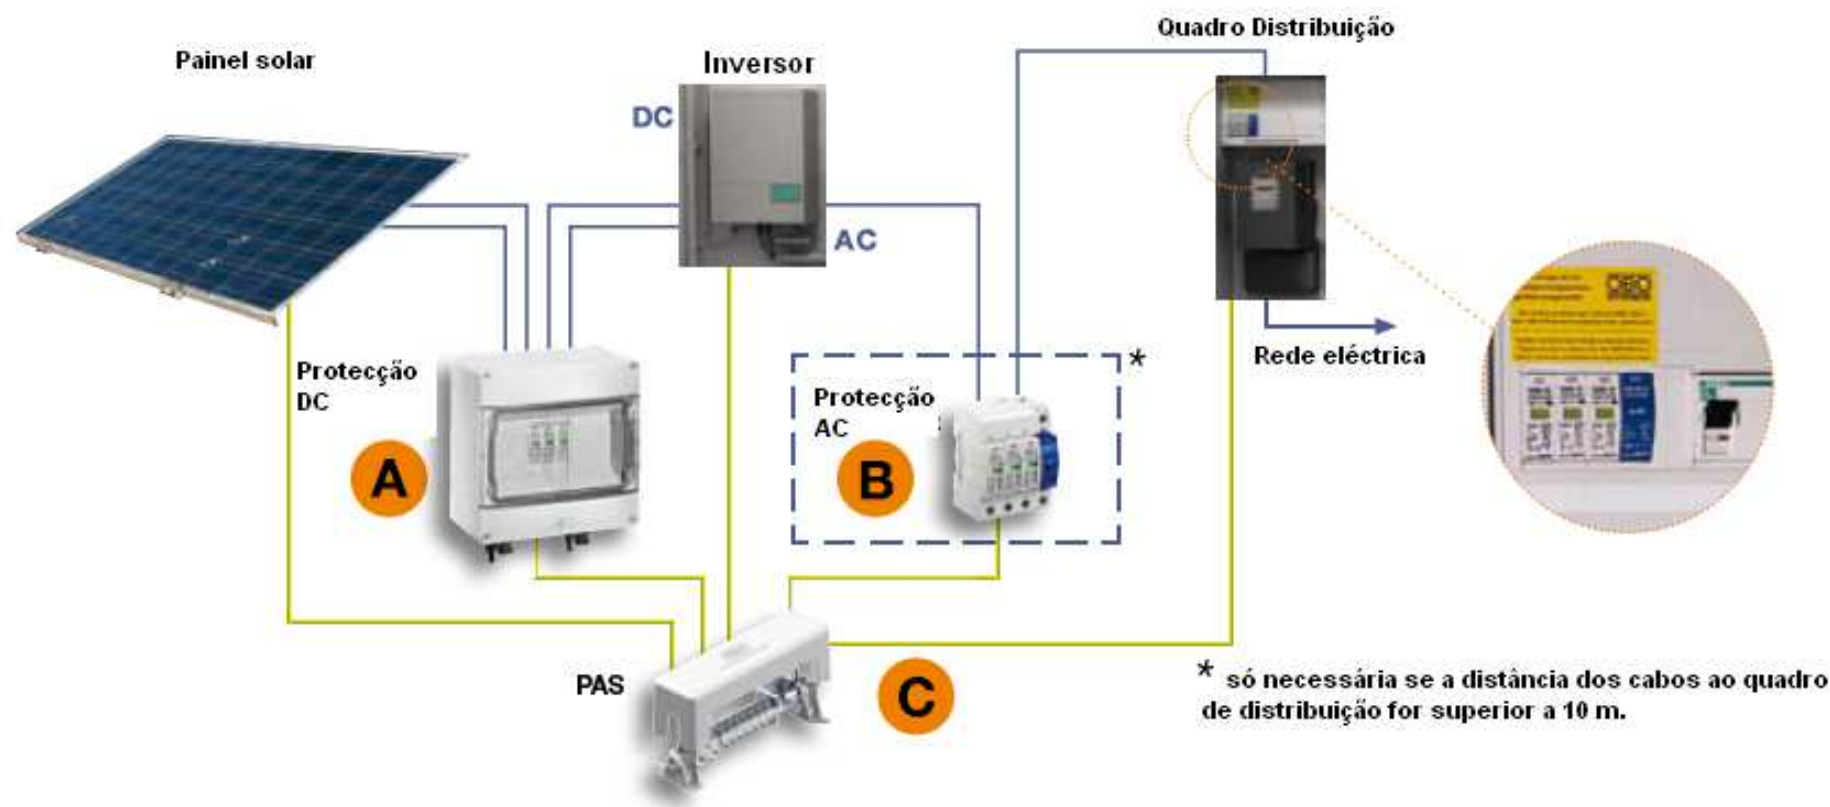 Quadro Distribuição
Painel solar
Inversor
DC
AC
Protecção
DC
A
Protecção
AC
B
*
Rede eléctrica
PAS
C
* só necessária se a distância dos cabos ao quadro
de distribuição for superior a 10 m.